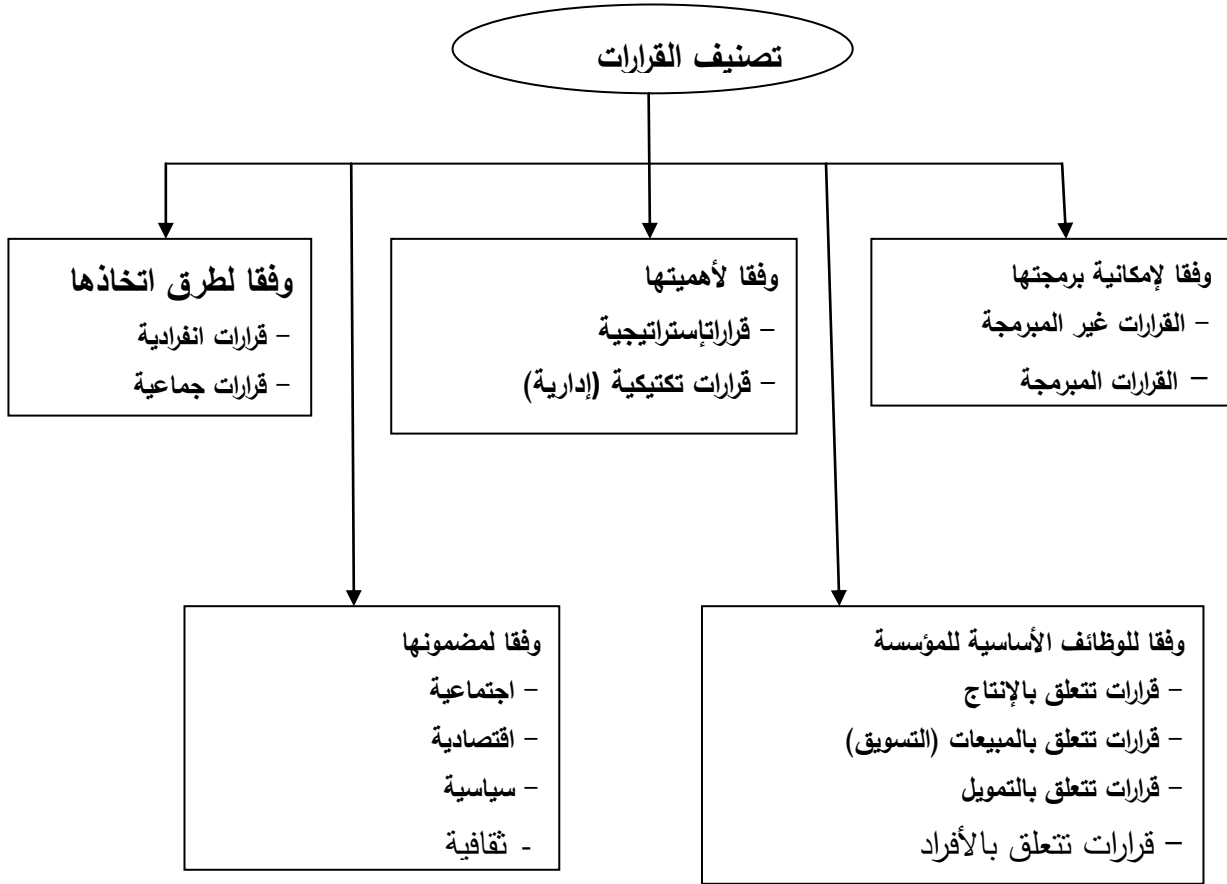 تصنيف القرارات
وفقا لإمكانية برمجتها
– القرارات غير المبرمجة
– القرارات المبرمجة
وفقا لأهميتها
– قراراتإستراتيجية
– قرارات تكتيكية (إدارية)
وفقا لطرق اتخاذها
– قرارات انفرادية
– قرارات جماعية
وفقا للوظائف الأساسية للمؤسسة
– قرارات تتعلق بالإنتاج
– قرارات تتعلق بالمبيعات (التسويق)
– قرارات تتعلق بالتمويل
– قرارات تتعلق بالأفراد
وفقا لمضمونها
– اجتماعية
– اقتصادية
– سياسية
- ثقافية